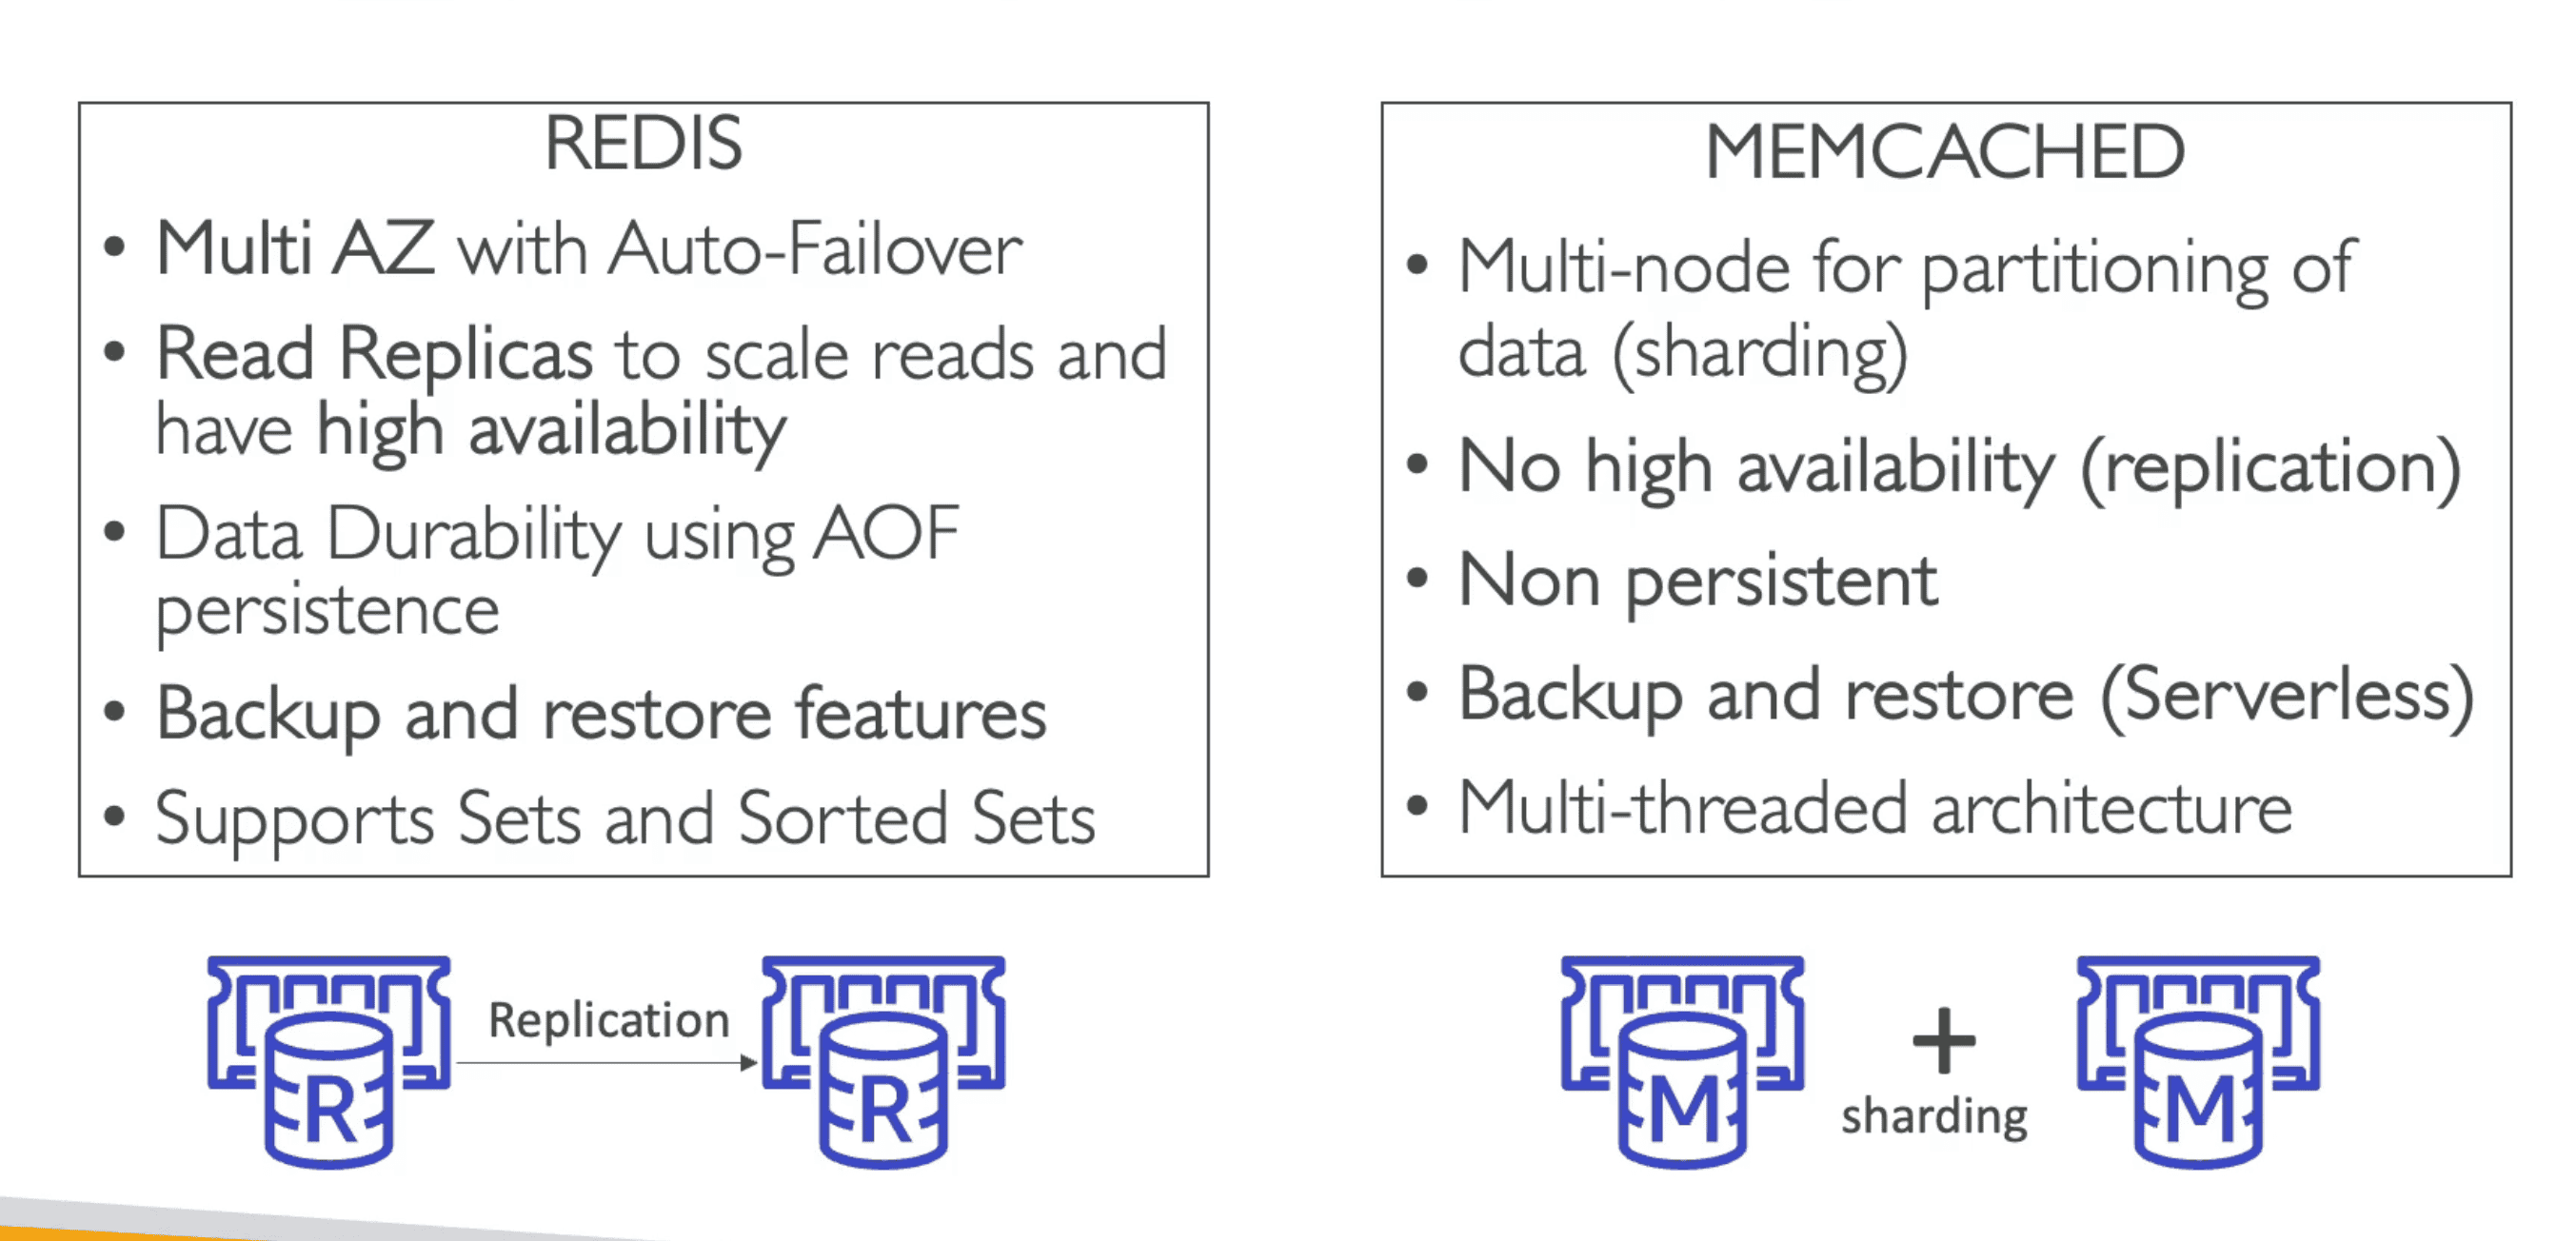 REDIS
• Multi AZ with Auto-Failover
• Read Replicas to scale reads and
have high availability
• Data Durability using AOF
persistence
• Backup and restore features
• Supports Sets and Sorted Sets
MEMCACHED
• Multi-node for partitioning of
data (sharding)
• No high availability (replication)
• Non persistent
• Backup and restore (Serverless)
• Multi-threaded architecture
R
Replication
R
M
+
sharding
M